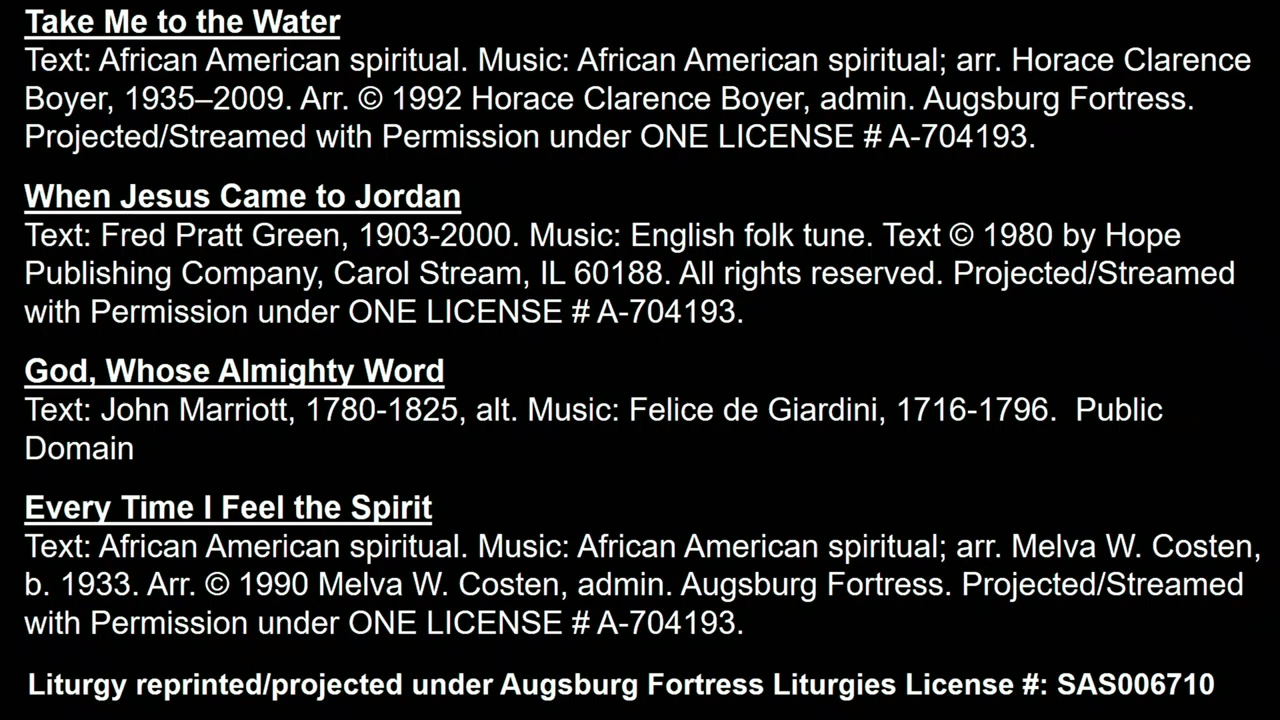 Take Me to the Water
Text: African American spiritual. Music: African American spiritual; arr. Horace Clarence
Boyer, 1935–2009. Arr. © 1992 Horace Clarence Boyer, admin. Augsburg Fortress.
Projected/Streamed with Permission under ONE LICENSE # A-704193.
When Jesus Came to Jordan
Text: Fred Pratt Green, 1903-2000. Music: English folk tune. Text © 1980 by Hope
Publishing Company, Carol Stream, IL 60188. All rights reserved. Projected/Streamed
with Permission under ONE LICENSE # A-704193.
God, Whose Almighty Word
Text: John Marriott, 1780-1825, alt. Music: Felice de Giardini, 1716-1796.  Public
Domain
Every Time I Feel the Spirit
Text: African American spiritual. Music: African American spiritual; arr. Melva W. Costen,
b. 1933. Arr. © 1990 Melva W. Costen, admin. Augsburg Fortress. Projected/Streamed
with Permission under ONE LICENSE # A-704193.
Liturgy reprinted/projected under Augsburg Fortress Liturgies License #: SAS006710